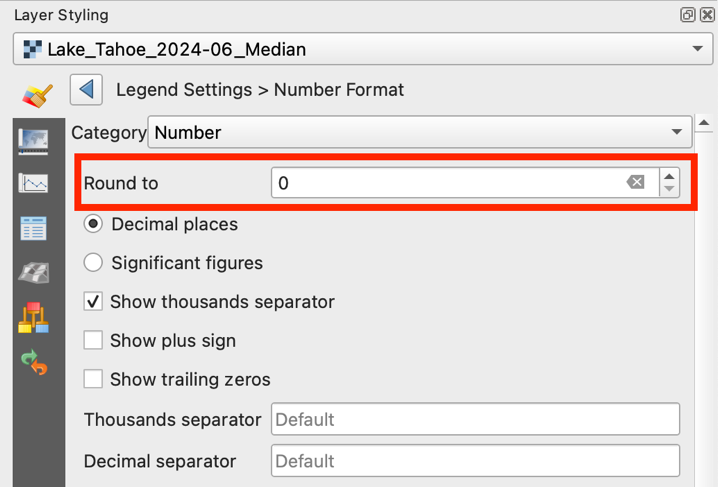 Layer Styling
Lake_Tahoe_2024-06_Median
Legend Settings > Number Format
Category Number
Round to 0
Decimal places
Significant figures
Show thousands separator
Show plus sign
Show trailing zeros
Thousands separator Default
Decimal separator Default